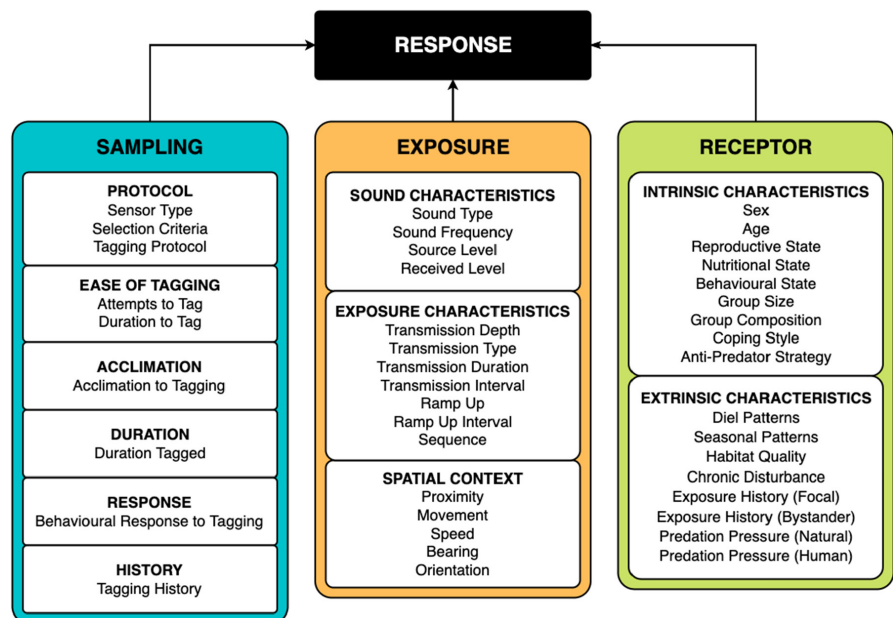 RESPONSE
SAMPLING
PROTOCOL
Sensor Type
Selection Criteria
Tagging Protocol
EASE OF TAGGING
Attempts to Tag
Duration to Tag
ACCLIMATION
Acclimation to Tagging
DURATION
Duration Tagged
RESPONSE
Behavioural Response to Tagging
HISTORY
Tagging History
EXPOSURE
SOUND CHARACTERISTICS
Sound Type
Sound Frequency
Source Level
Received Level
EXPOSURE CHARACTERISTICS
Transmission Depth
Transmission Type
Transmission Duration
Transmission Interval
Ramp Up
Ramp Up Interval
Sequence
SPATIAL CONTEXT
Proximity
Movement
Speed
Bearing
Orientation
RECEPTOR
INTRINSIC CHARACTERISTICS
Sex
Age
Reproductive State
Nutritional State
Behavioural State
Group Size
Group Composition
Coping Style
Anti-Predator Strategy
EXTRINSIC CHARACTERISTICS
Diel Patterns
Seasonal Patterns
Habitat Quality
Chronic Disturbance
Exposure History (Focal)
Exposure History (Bystander)
Predation Pressure (Natural)
Predation Pressure (Human)